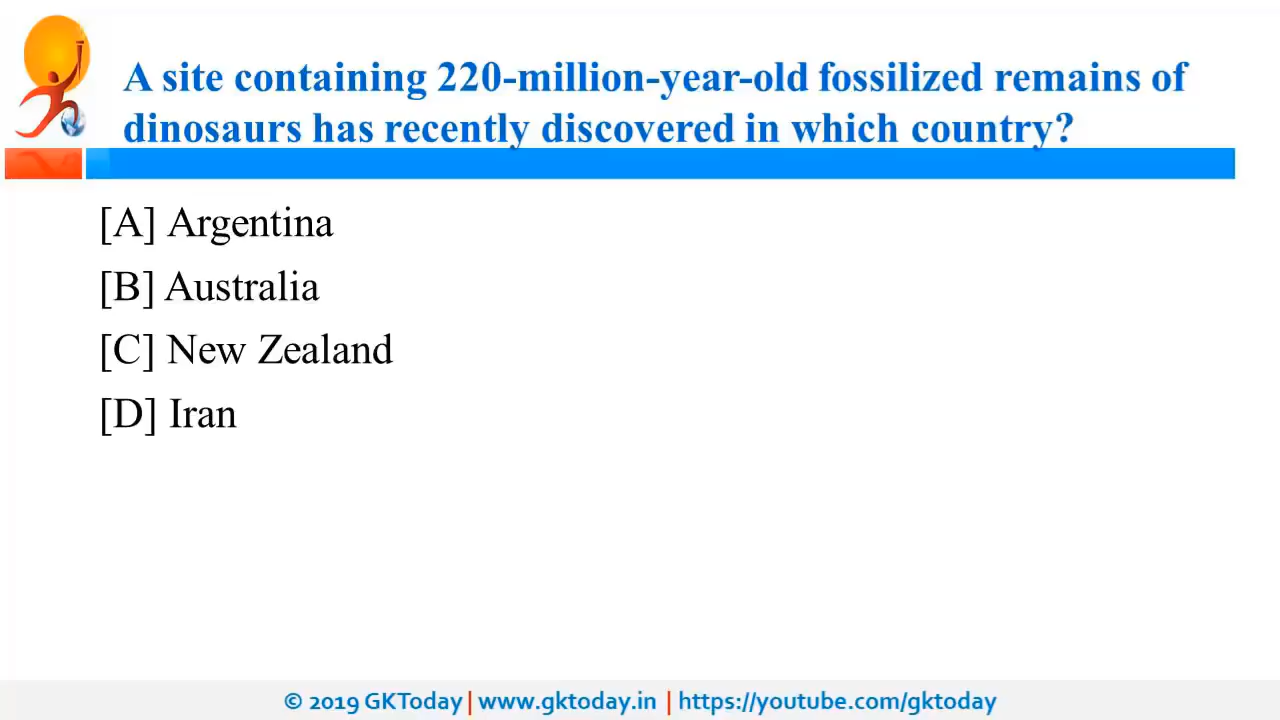 A site containing 220-million-year-old fossilized remains of
dinosaurs has recently discovered in which country?
[A] Argentina
[B] Australia
[C] New Zealand
[D] Iran
© 2019 GKToday | www.gktoday.in | https://youtube.com/gktoday